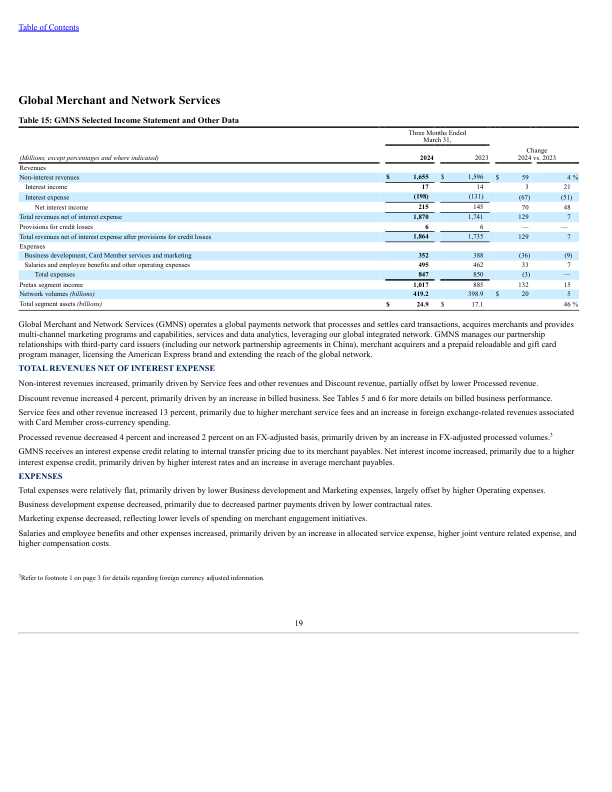 Table of Contents
Global Merchant and Network Services
Table 15: GMNS Selected Income Statement and Other Data
Three Months Ended
March 31,
Change
2024 vs. 2023
(Millions, except percentages and where indicated) 2024 2023
Revenues
Non-interest revenues $ 1,655 $ 1,596 $ 59 4 %
Interest income 17 14 3 21
Interest expense (198) (131) (67) (51)
Net interest income 215 145 70 48
Total revenues net of interest expense 1,870 1,741 129 7
Provisions for credit losses 6 6 — —
Total revenues net of interest expense after provisions for credit losses 1,864 1,735 129 7
Expenses
Business development, Card Member services and marketing 352 388 (36) (9)
Salaries and employee benefits and other operating expenses 495 462 33 7
Total expenses 847 850 (3) —
Pretax segment income 1,017 885 132 15
Network volumes (billions) 419.2 398.9 $ 20 5
Total segment assets (billions) $ 24.9 $ 17.1 46 %
Global Merchant and Network Services (GMNS) operates a global payments network that processes and settles card transactions, acquires merchants and provides
multi-channel marketing programs and capabilities, services and data analytics, leveraging our global integrated network. GMNS manages our partnership
relationships with third-party card issuers (including our network partnership agreements in China), merchant acquirers and a prepaid reloadable and gift card
program manager, licensing the American Express brand and extending the reach of the global network.
TOTAL REVENUES NET OF INTEREST EXPENSE
Non-interest revenues increased, primarily driven by Service fees and other revenues and Discount revenue, partially offset by lower Processed revenue.
Discount revenue increased 4 percent, primarily driven by an increase in billed business. See Tables 5 and 6 for more details on billed business performance.
Service fees and other revenue increased 13 percent, primarily due to higher merchant service fees and an increase in foreign exchange-related revenues associated
with Card Member cross-currency spending.
Processed revenue decreased 4 percent and increased 2 percent on an FX-adjusted basis, primarily driven by an increase in FX-adjusted processed volumes.3
GMNS receives an interest expense credit relating to internal transfer pricing due to its merchant payables. Net interest income increased, primarily due to a higher
interest expense credit, primarily driven by higher interest rates and an increase in average merchant payables.
EXPENSES
Total expenses were relatively flat, primarily driven by lower Business development and Marketing expenses, largely offset by higher Operating expenses.
Business development expense decreased, primarily due to decreased partner payments driven by lower contractual rates.
Marketing expense decreased, reflecting lower levels of spending on merchant engagement initiatives.
Salaries and employee benefits and other expenses increased, primarily driven by an increase in allocated service expense, higher joint venture related expense, and
higher compensation costs.
3Refer to footnote 1 on page 3 for details regarding foreign currency adjusted information.
19